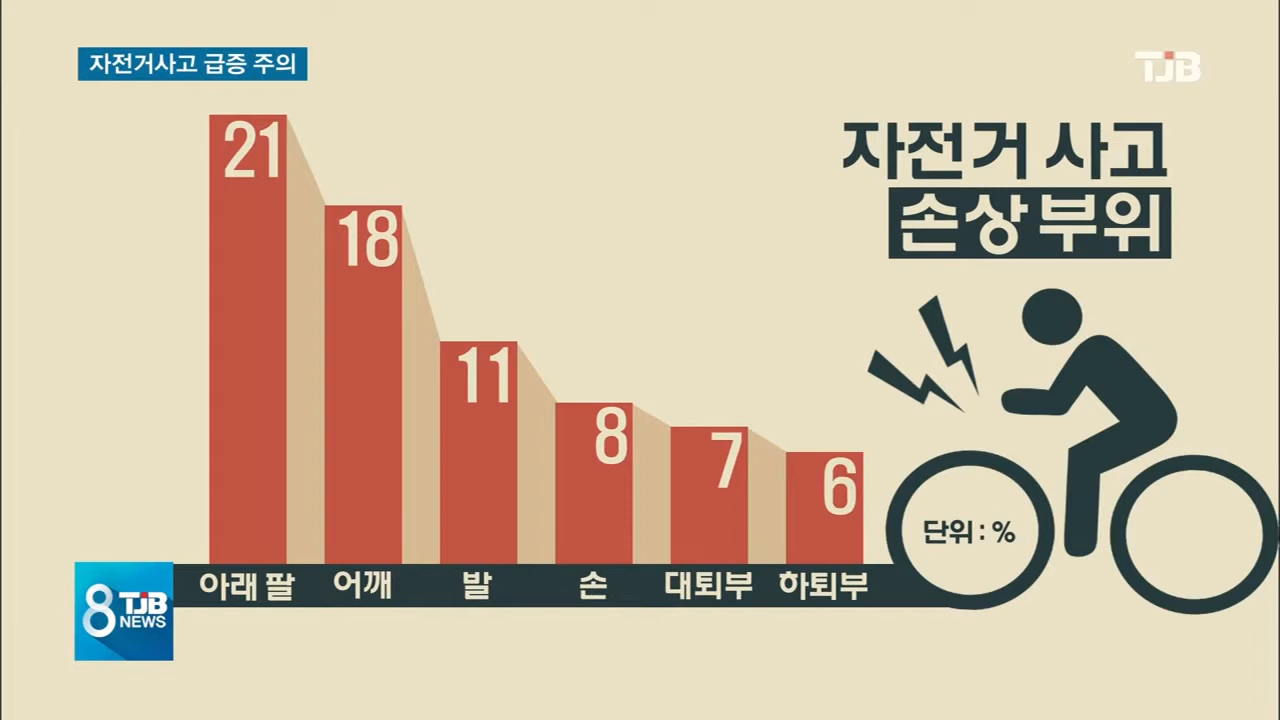 자전거사고 급증 주의
TJB
자전거 사고
손상 부위
21
18
11
8
7
6
단위 : %
아래 팔 어깨 발 손 대퇴부 하퇴부
8 TJB
NEWS